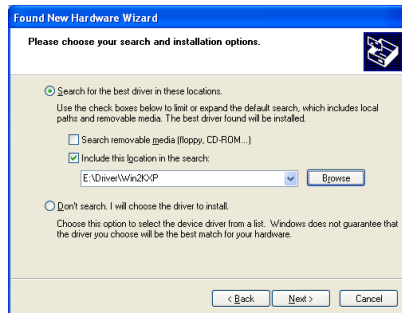 Found New Hardware Wizard
Please choose your search and installation options.
Search for the best driver in these locations.
Use the check boxes below to limit or expand the default search, which includes local
paths and removable media. The best driver found will be installed.
Search removable media (floppy, CD-ROM...)
Include this location in the search:
E:\Driver\Win2KXP
Browse
Don't search. I will choose the driver to install.
Choose this option to select the device driver from a list. Windows does not guarantee that
the driver you choose will be the best match for your hardware.
< Back Next > Cancel